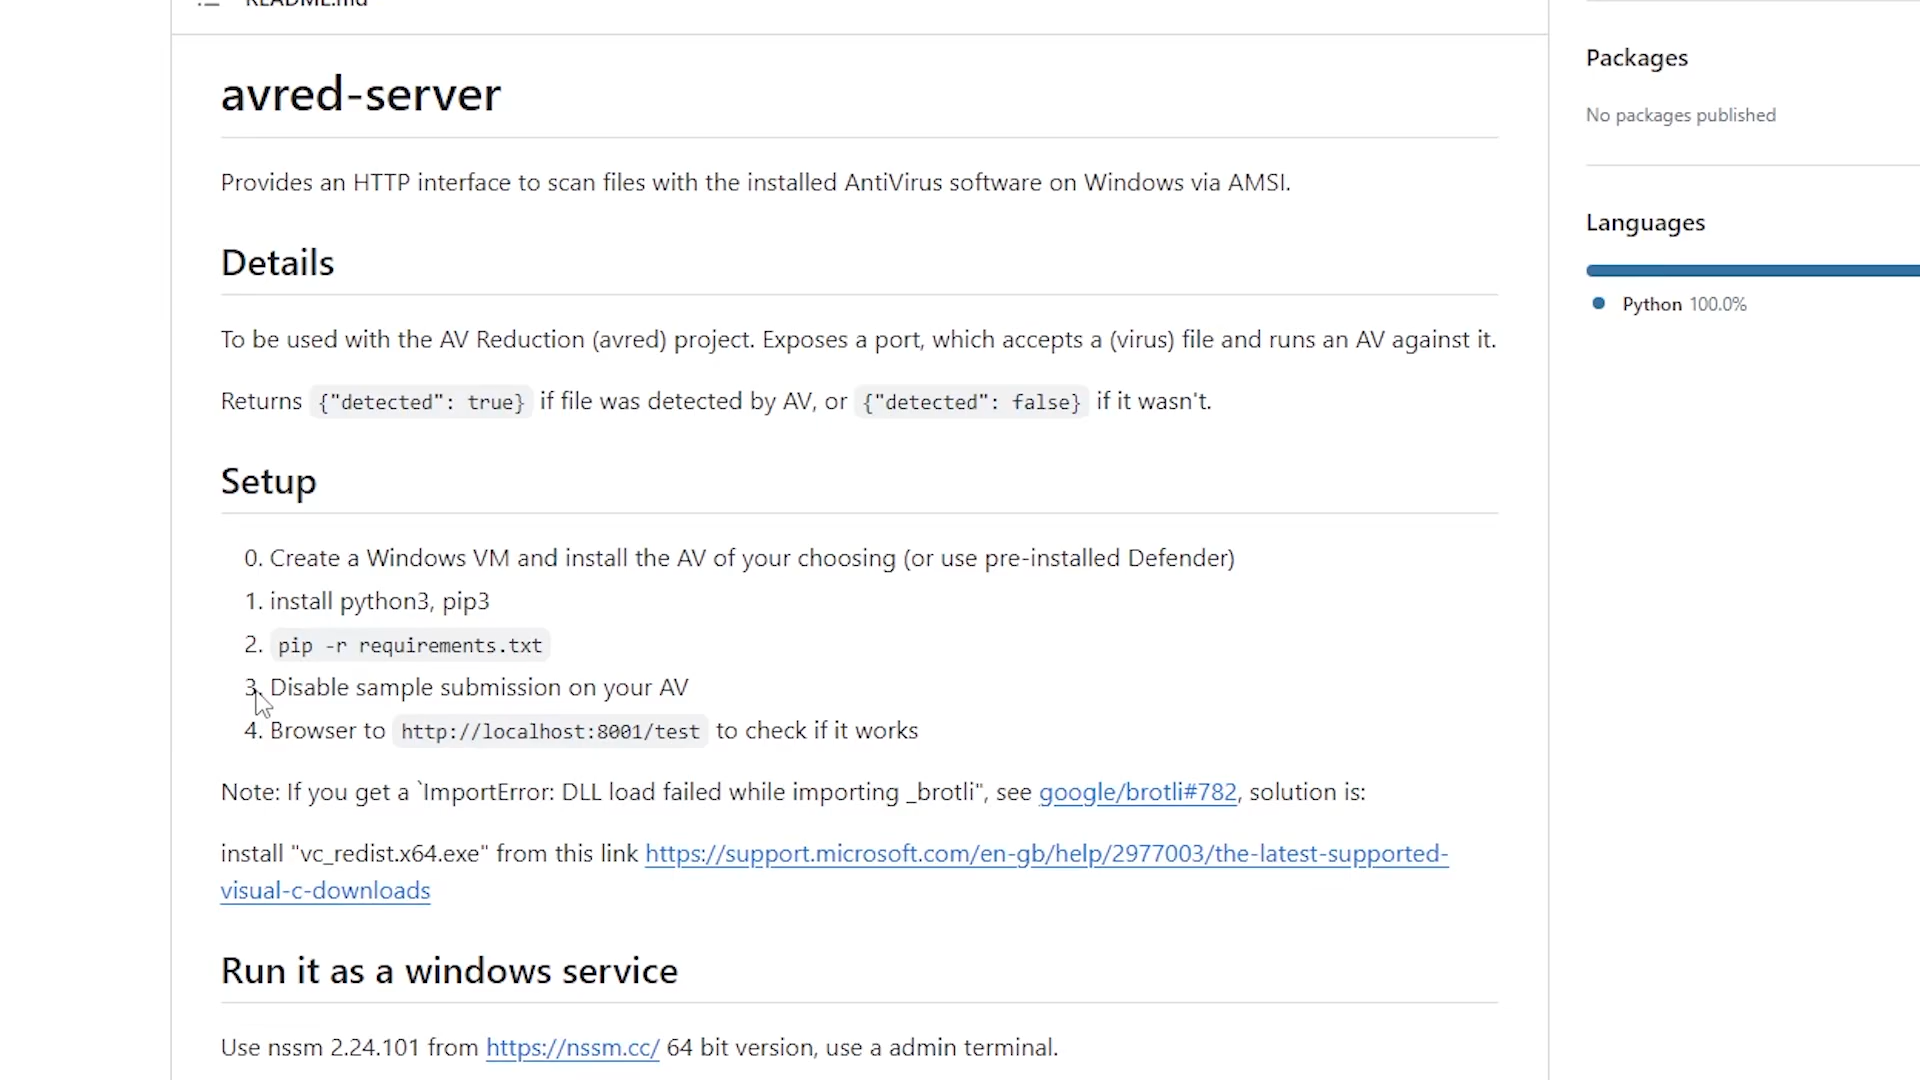 README.md
avred-server
Provides an HTTP interface to scan files with the installed AntiVirus software on Windows via AMSI.
Details
To be used with the AV Reduction (avred) project. Exposes a port, which accepts a (virus) file and runs an AV against it.
Returns {"detected": true} if file was detected by AV, or {"detected": false} if it wasn't.
Setup
0. Create a Windows VM and install the AV of your choosing (or use pre-installed Defender)
1. install python3, pip3
2. pip -r requirements.txt
3. Disable sample submission on your AV
4. Browser to http://localhost:8001/test to check if it works
Note: If you get a `ImportError: DLL load failed while importing _brotli", see google/brotli#782, solution is:
install "vc_redist.x64.exe" from this link https://support.microsoft.com/en-gb/help/2977003/the-latest-supported-
visual-c-downloads
Run it as a windows service
Use nssm 2.24.101 from https://nssm.cc/ 64 bit version, use a admin terminal.
Packages
No packages published
Languages
Python 100.0%